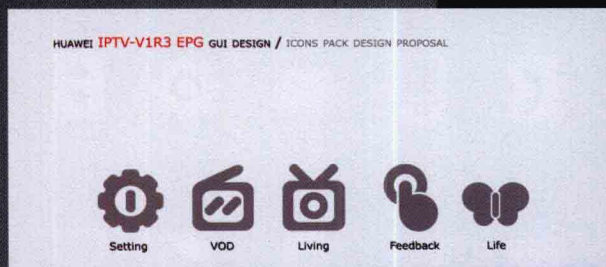 HUAWEI IPTV-V1R3 EPG GUI DESIGN / ICONS PACK DESIGN PROPOSAL
Setting VOD Living Feedback Life